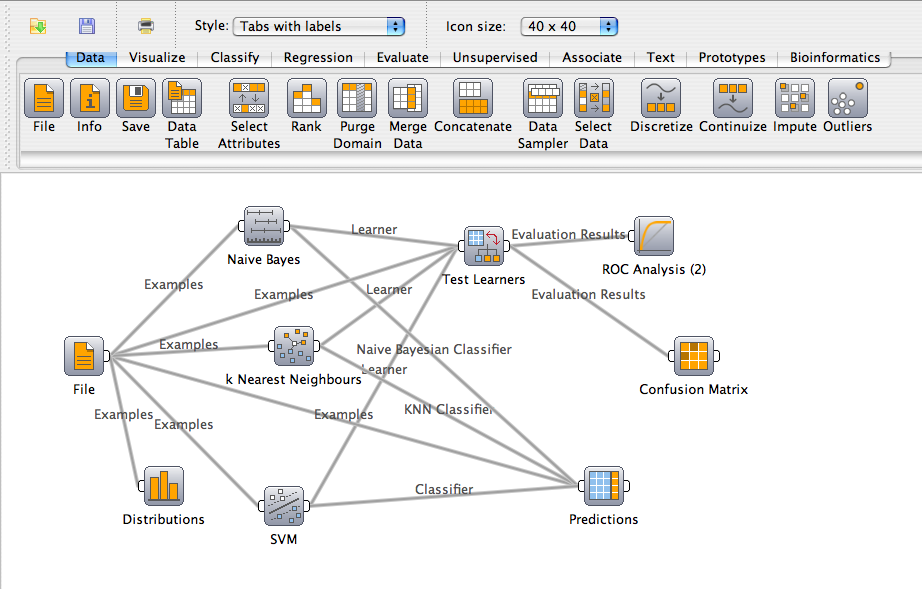 Style: Tabs with labels Icon size: 40 x 40
Data Visualize Classify Regression Evaluate Unsupervised Associate Text Prototypes Bioinformatics
File Info Save Data Table Select Attributes Rank Purge Domain Merge Data Concatenate Data Sampler Select Data Discretize Continuize Impute Outliers
Learner
Evaluation Results
Naive Bayes
ROC Analysis (2)
Test Learners
Examples
Examples
Learner
Evaluation Results
Examples
Naive Bayesian Classifier
Learner
k Nearest Neighbours
File
Confusion Matrix
Examples
Examples
Examples
KNN Classifier
Classifier
Distributions
Predictions
SVM